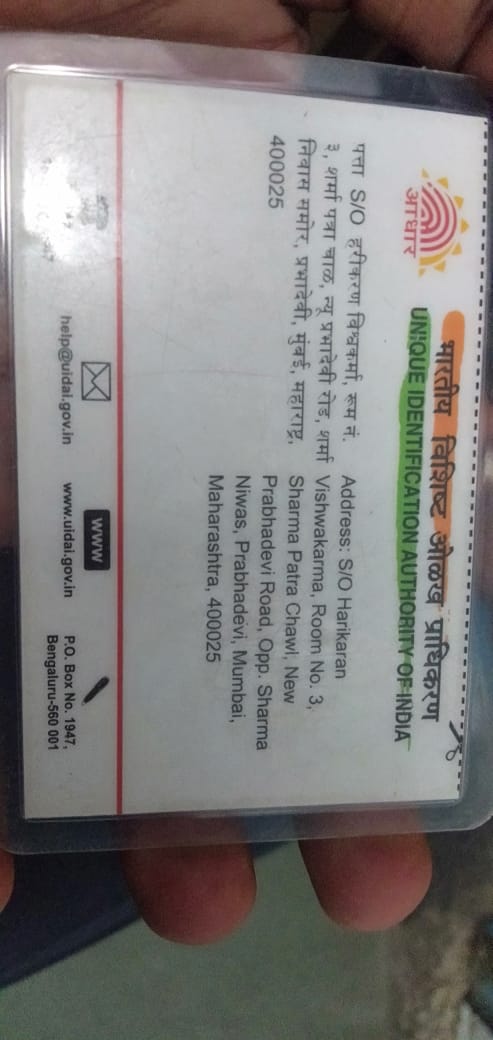 भारतीय विशिष्ट ओळख प्राधिकरण
UNIQUE IDENTIFICATION AUTHORITY OF INDIA
आधार
पत्ता S/O हरीकरण विश्वकर्मा, रूम नं.
३, शर्मा पत्रा चाळ, न्यू प्रभादेवी रोड, शर्मा
निवास समोर, प्रभादेवी, मुंबई, महाराष्ट्र,
400025
Address: S/O Harikaran
Vishwakarma, Room No. 3,
Sharma Patra Chawl, New
Prabhadevi Road, Opp. Sharma
Niwas, Prabhadevi, Mumbai,
Maharashtra, 400025
help@uidai.gov.in
www
www.uidai.gov.in
P.O. Box No. 1947,
Bengaluru-560 001